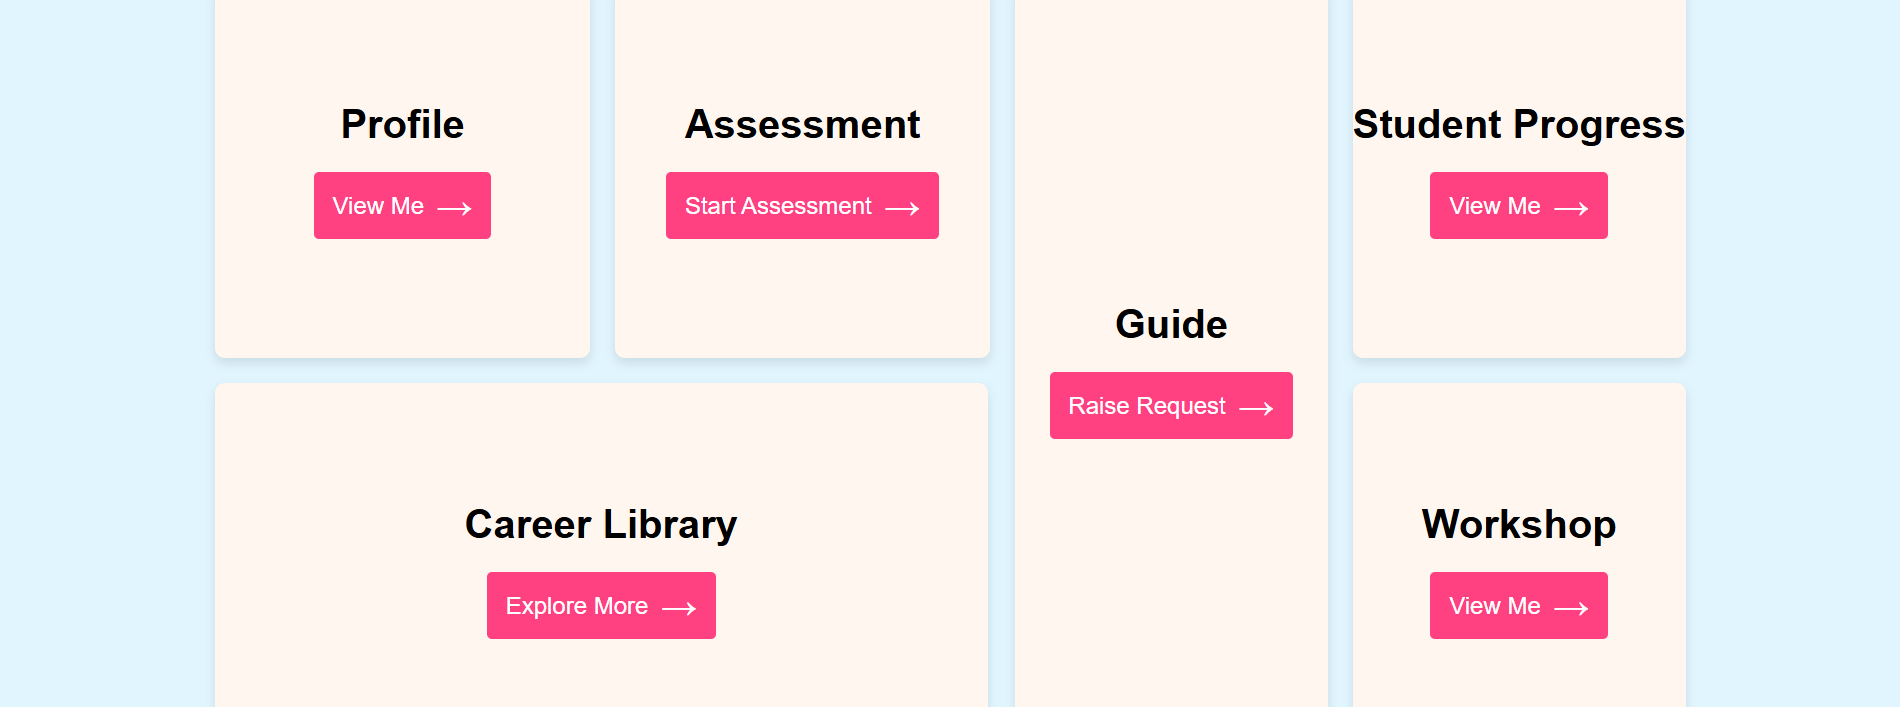 Profile
View Me →
Assessment
Start Assessment →
Guide
Raise Request →
Student Progress
View Me →
Career Library
Explore More →
Workshop
View Me →